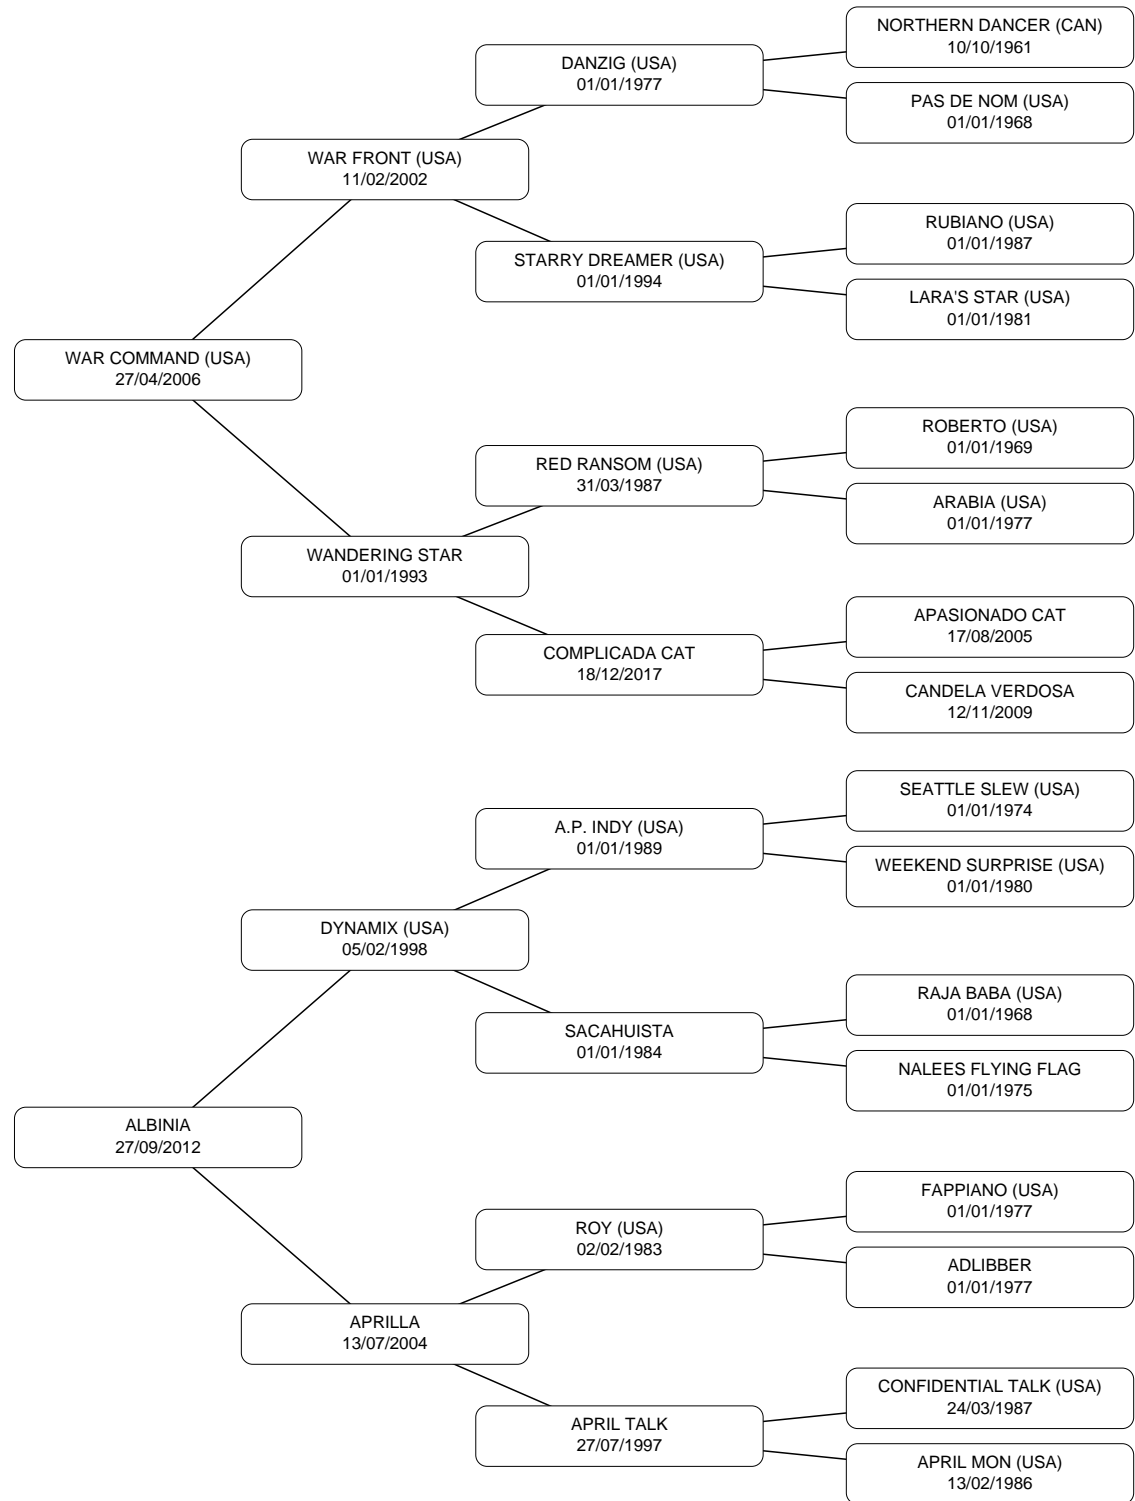 NORTHERN DANCER (CAN)
10/10/1961
DANZIG (USA)
01/01/1977
PAS DE NOM (USA)
01/01/1968
WAR FRONT (USA)
11/02/2002
RUBIANO (USA)
01/01/1987
STARRY DREAMER (USA)
01/01/1994
LARA'S STAR (USA)
01/01/1981
WAR COMMAND (USA)
27/04/2006
ROBERTO (USA)
01/01/1969
RED RANSOM (USA)
31/03/1987
ARABIA (USA)
01/01/1977
WANDERING STAR
01/01/1993
APASIONADO CAT
17/08/2005
COMPLICADA CAT
18/12/2017
CANDELA VERDOSA
12/11/2009
SEATTLE SLEW (USA)
01/01/1974
A.P. INDY (USA)
01/01/1989
WEEKEND SURPRISE (USA)
01/01/1980
DYNAMIX (USA)
05/02/1998
RAJA BABA (USA)
01/01/1968
SACAHUISTA
01/01/1984
NALEES FLYING FLAG
01/01/1975
ALBINIA
27/09/2012
FAPPIANO (USA)
01/01/1977
ROY (USA)
02/02/1983
ADLIBBER
01/01/1977
APRILLA
13/07/2004
CONFIDENTIAL TALK (USA)
24/03/1987
APRIL TALK
27/07/1997
APRIL MON (USA)
13/02/1986